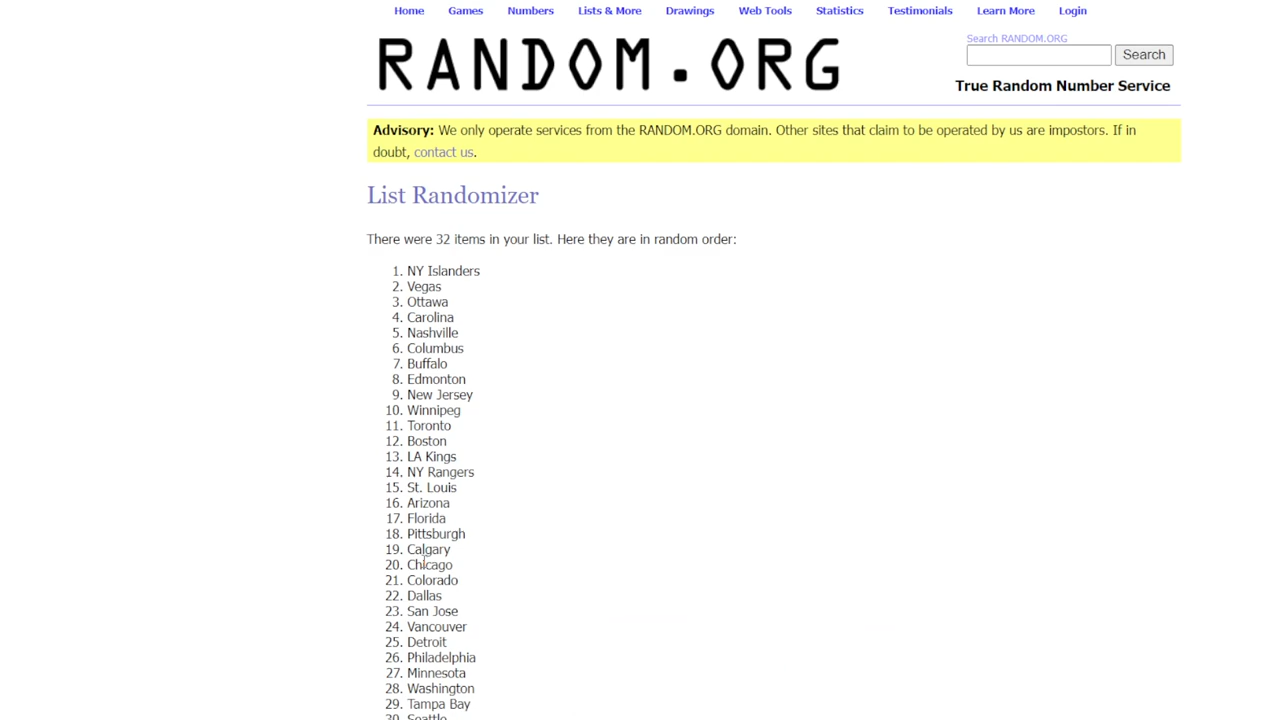 Home Games Numbers Lists & More Drawings Web Tools Statistics Testimonials Learn More Login
RANDOM.ORG
Search RANDOM.ORG
Search
True Random Number Service
Advisory: We only operate services from the RANDOM.ORG domain. Other sites that claim to be operated by us are impostors. If in
doubt, contact us.
List Randomizer
There were 32 items in your list. Here they are in random order:
1. NY Islanders
2. Vegas
3. Ottawa
4. Carolina
5. Nashville
6. Columbus
7. Buffalo
8. Edmonton
9. New Jersey
10. Winnipeg
11. Toronto
12. Boston
13. LA Kings
14. NY Rangers
15. St. Louis
16. Arizona
17. Florida
18. Pittsburgh
19. Calgary
20. Chicago
21. Colorado
22. Dallas
23. San Jose
24. Vancouver
25. Detroit
26. Philadelphia
27. Minnesota
28. Washington
29. Tampa Bay
30. Seattle